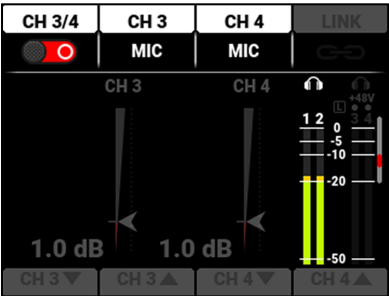 CH 3/4 CH 3 CH 4 LINK
MIC MIC
CH 3 CH 4
+48V
L
1 2 3 4
0
-5
-10
-20
1.0 dB 1.0 dB
-50
CH 3 CH 3 CH 4 CH 4